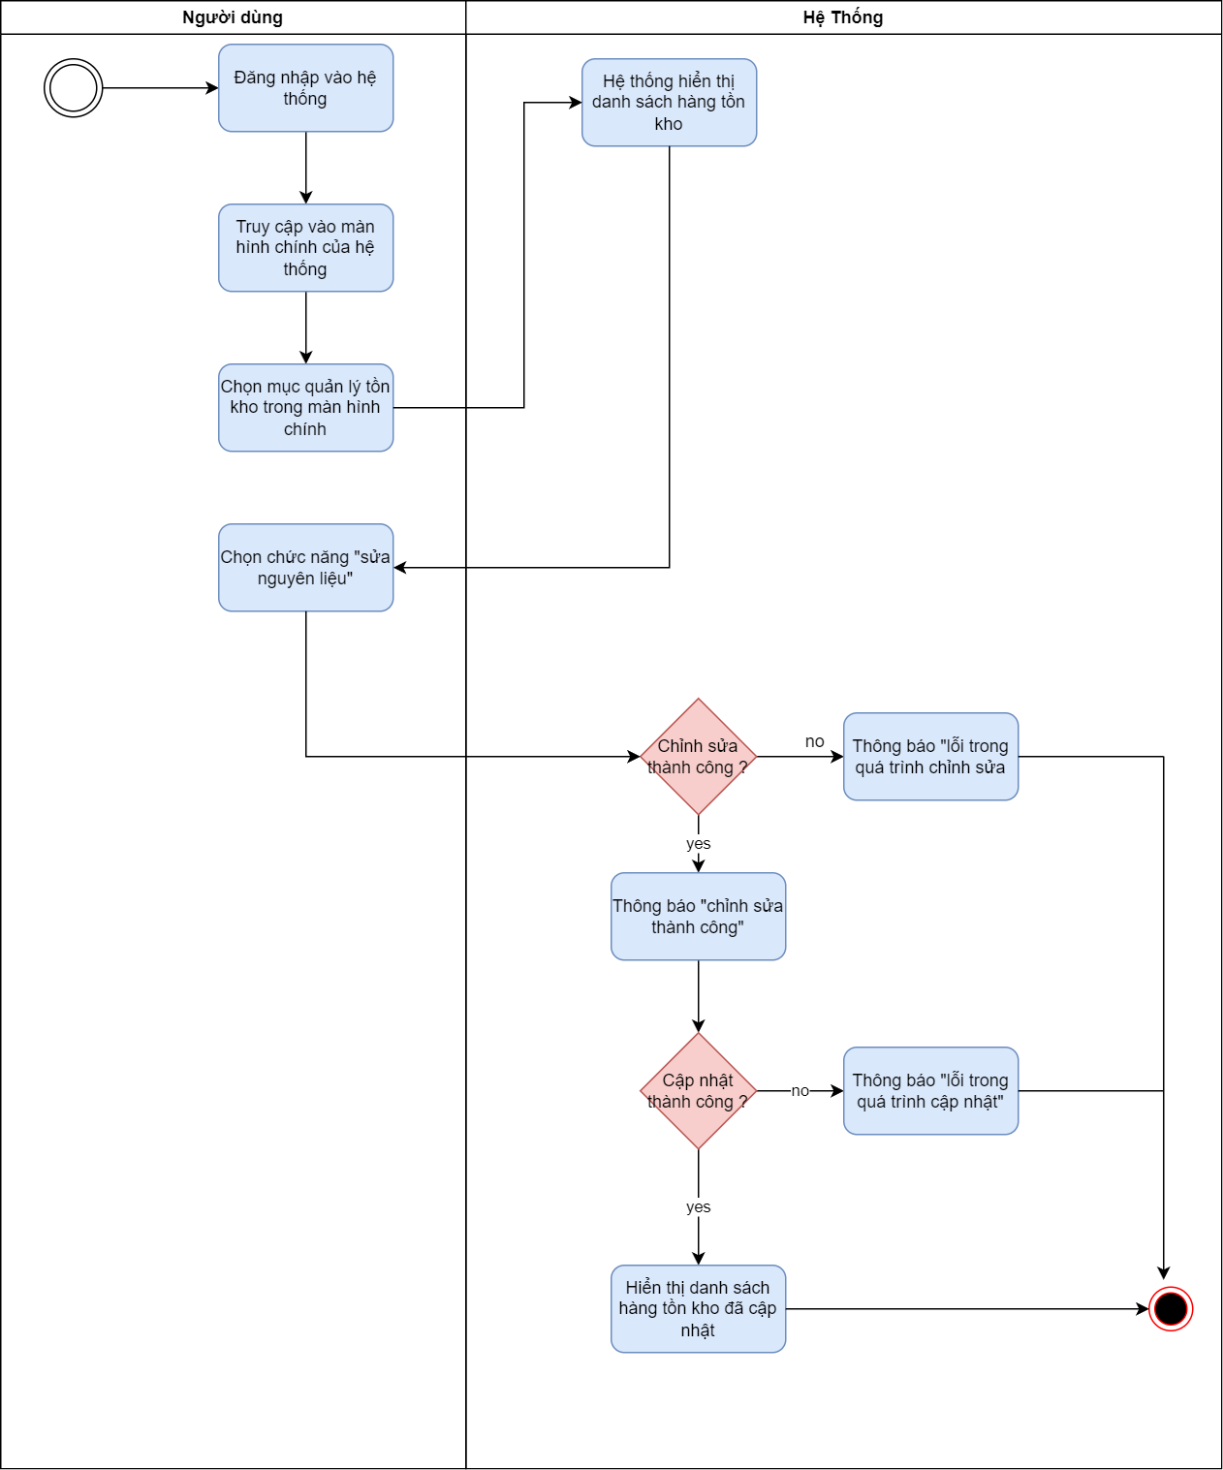 Người dùng
Hệ Thống
Đăng nhập vào hệ
thống
Hệ thống hiển thị
danh sách hàng tồn
kho
Truy cập vào màn
hình chính của hệ
thống
Chọn mục quản lý tồn
kho trong màn hình
chính
Chọn chức năng "sửa
nguyên liệu"
Chỉnh sửa
thành công ?
no
Thông báo "lỗi trong
quá trình chỉnh sửa
yes
Thông báo "chỉnh sửa
thành công"
Cập nhật
thành công ?
no
Thông báo "lỗi trong
quá trình cập nhật"
yes
Hiển thị danh sách
hàng tồn kho đã cập
nhật